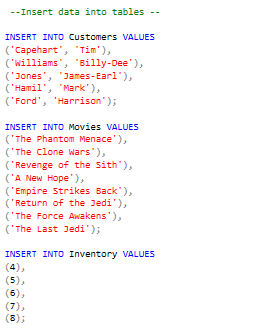 --Insert data into tables --
INSERT INTO Customers VALUES
('Capehart', 'Tim'),
('Williams', 'Billy-Dee'),
('Jones', 'James-Earl'),
('Hamil', 'Mark'),
('Ford', 'Harrison');
INSERT INTO Movies VALUES
('The Phantom Menace'),
('The Clone Wars'),
('Revenge of the Sith'),
('A New Hope'),
('Empire Strikes Back'),
('Return of the Jedi'),
('The Force Awakens'),
('The Last Jedi');
INSERT INTO Inventory VALUES
(4),
(5),
(6),
(7),
(8);